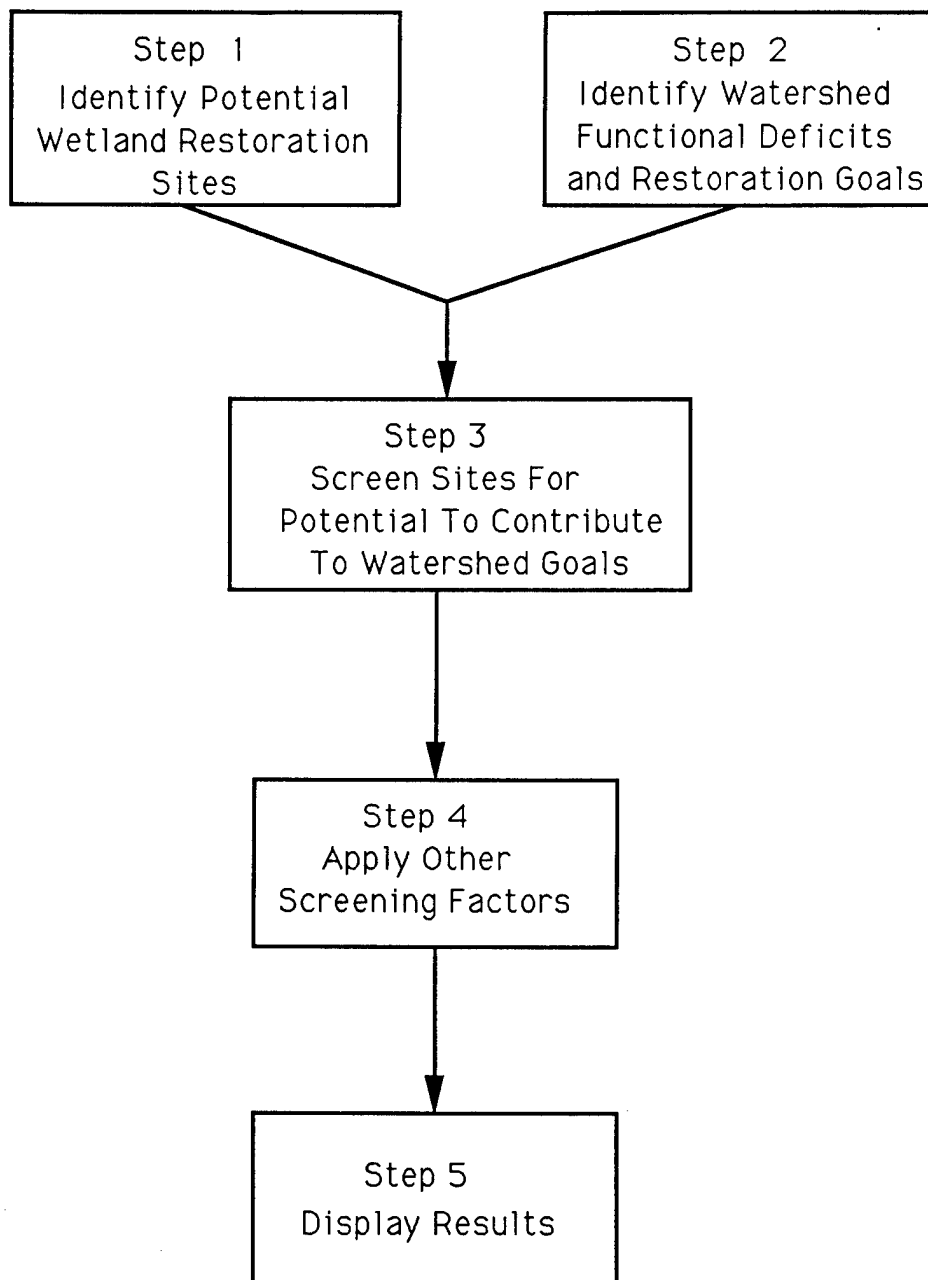 Step 1
Identify Potential
Wetland Restoration
Sites
Step 2
Identify Watershed
Functional Deficits
and Restoration Goals
Step 3
Screen Sites For
Potential To Contribute
To Watershed Goals
Step 4
Apply Other
Screening Factors
Step 5
Display Results